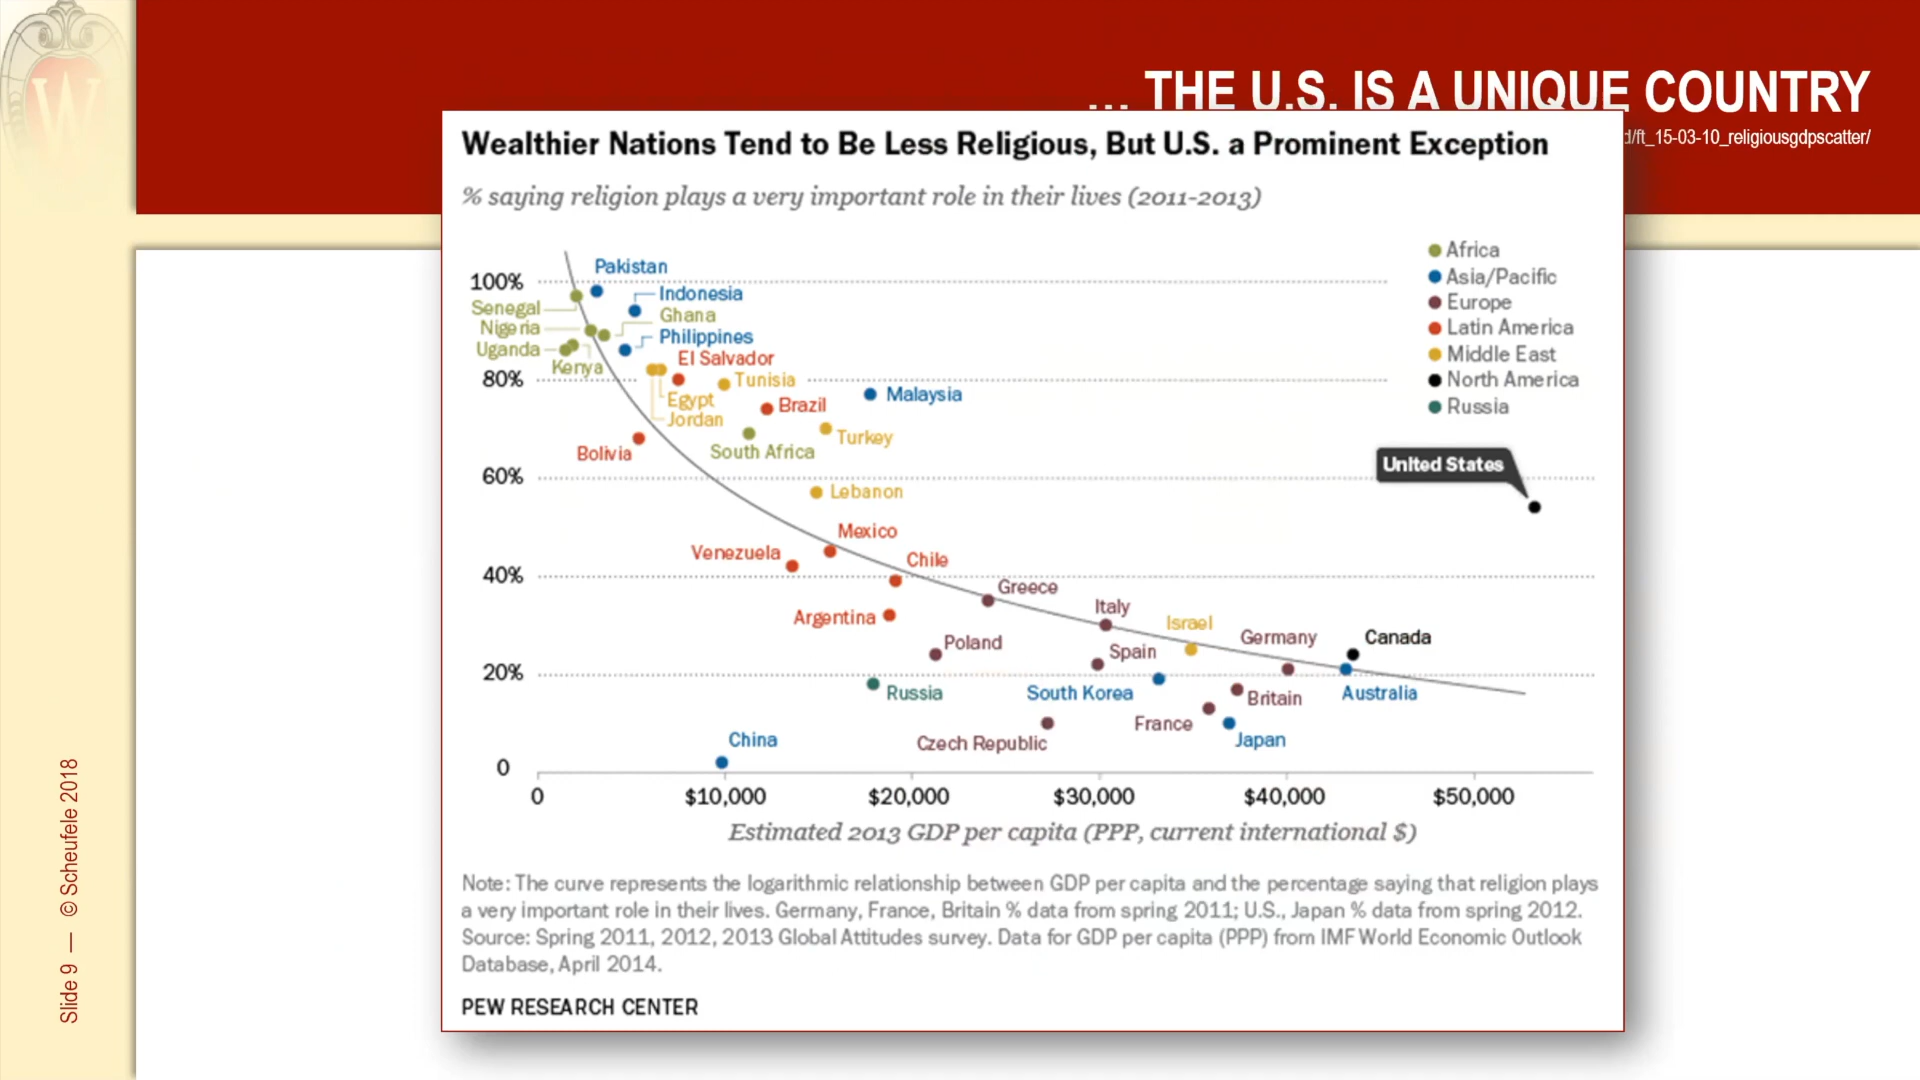 ... THE U.S. IS A UNIQUE COUNTRY
d/ft_15-03-10_religiousgdpscatter/
Wealthier Nations Tend to Be Less Religious, But U.S. a Prominent Exception
% saying religion plays a very important role in their lives (2011-2013)
Africa
Asia/Pacific
Europe
Latin America
Middle East
North America
Russia
100%
80%
60%
40%
20%
0
Pakistan
Indonesia
Senegal
Ghana
Nigeria
Philippines
Uganda
El Salvador
Kenya
Tunisia
Malaysia
Egypt
Brazil
Jordan
Turkey
Bolivia
South Africa
United States
Lebanon
Mexico
Venezuela
Chile
Greece
Italy
Argentina
Israel
Germany
Canada
Poland
Spain
Russia
South Korea
Australia
Britain
France
China
Czech Republic
Japan
0
$10,000
$20,000
$30,000
$40,000
$50,000
Estimated 2013 GDP per capita (PPP, current international $)
Note: The curve represents the logarithmic relationship between GDP per capita and the percentage saying that religion plays
a very important role in their lives. Germany, France, Britain % data from spring 2011; U.S., Japan % data from spring 2012.
Source: Spring 2011, 2012, 2013 Global Attitudes survey. Data for GDP per capita (PPP) from IMF World Economic Outlook
Database, April 2014.
PEW RESEARCH CENTER
Slide 9 — © Scheufele 2018
W